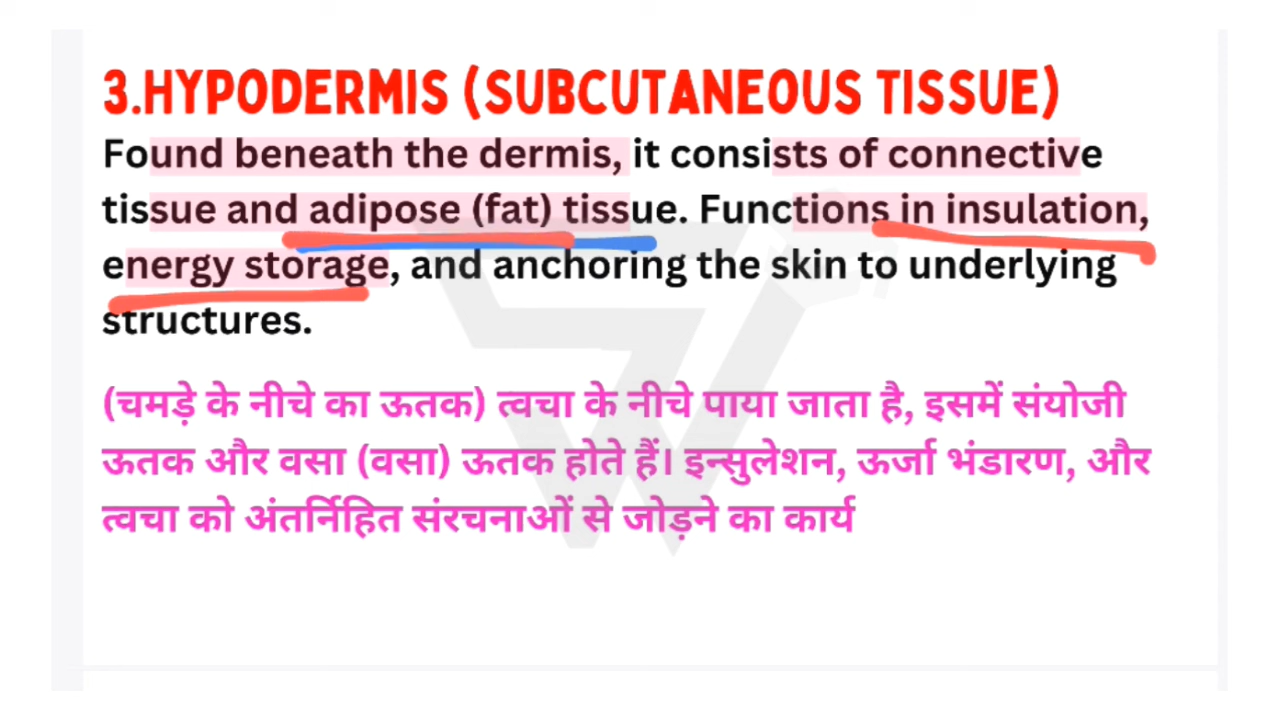 3.HYPODERMIS (SUBCUTANEOUS TISSUE)
Found beneath the dermis, it consists of connective
tissue and adipose (fat) tissue. Functions in insulation,
energy storage, and anchoring the skin to underlying
structures.
(चमड़े के नीचे का ऊतक) त्वचा के नीचे पाया जाता है, इसमें संयोजी
ऊतक और वसा (वसा) ऊतक होते हैं। इन्सुलेशन, ऊर्जा भंडारण, और
त्वचा को अंतर्निहित संरचनाओं से जोड़ने का कार्य